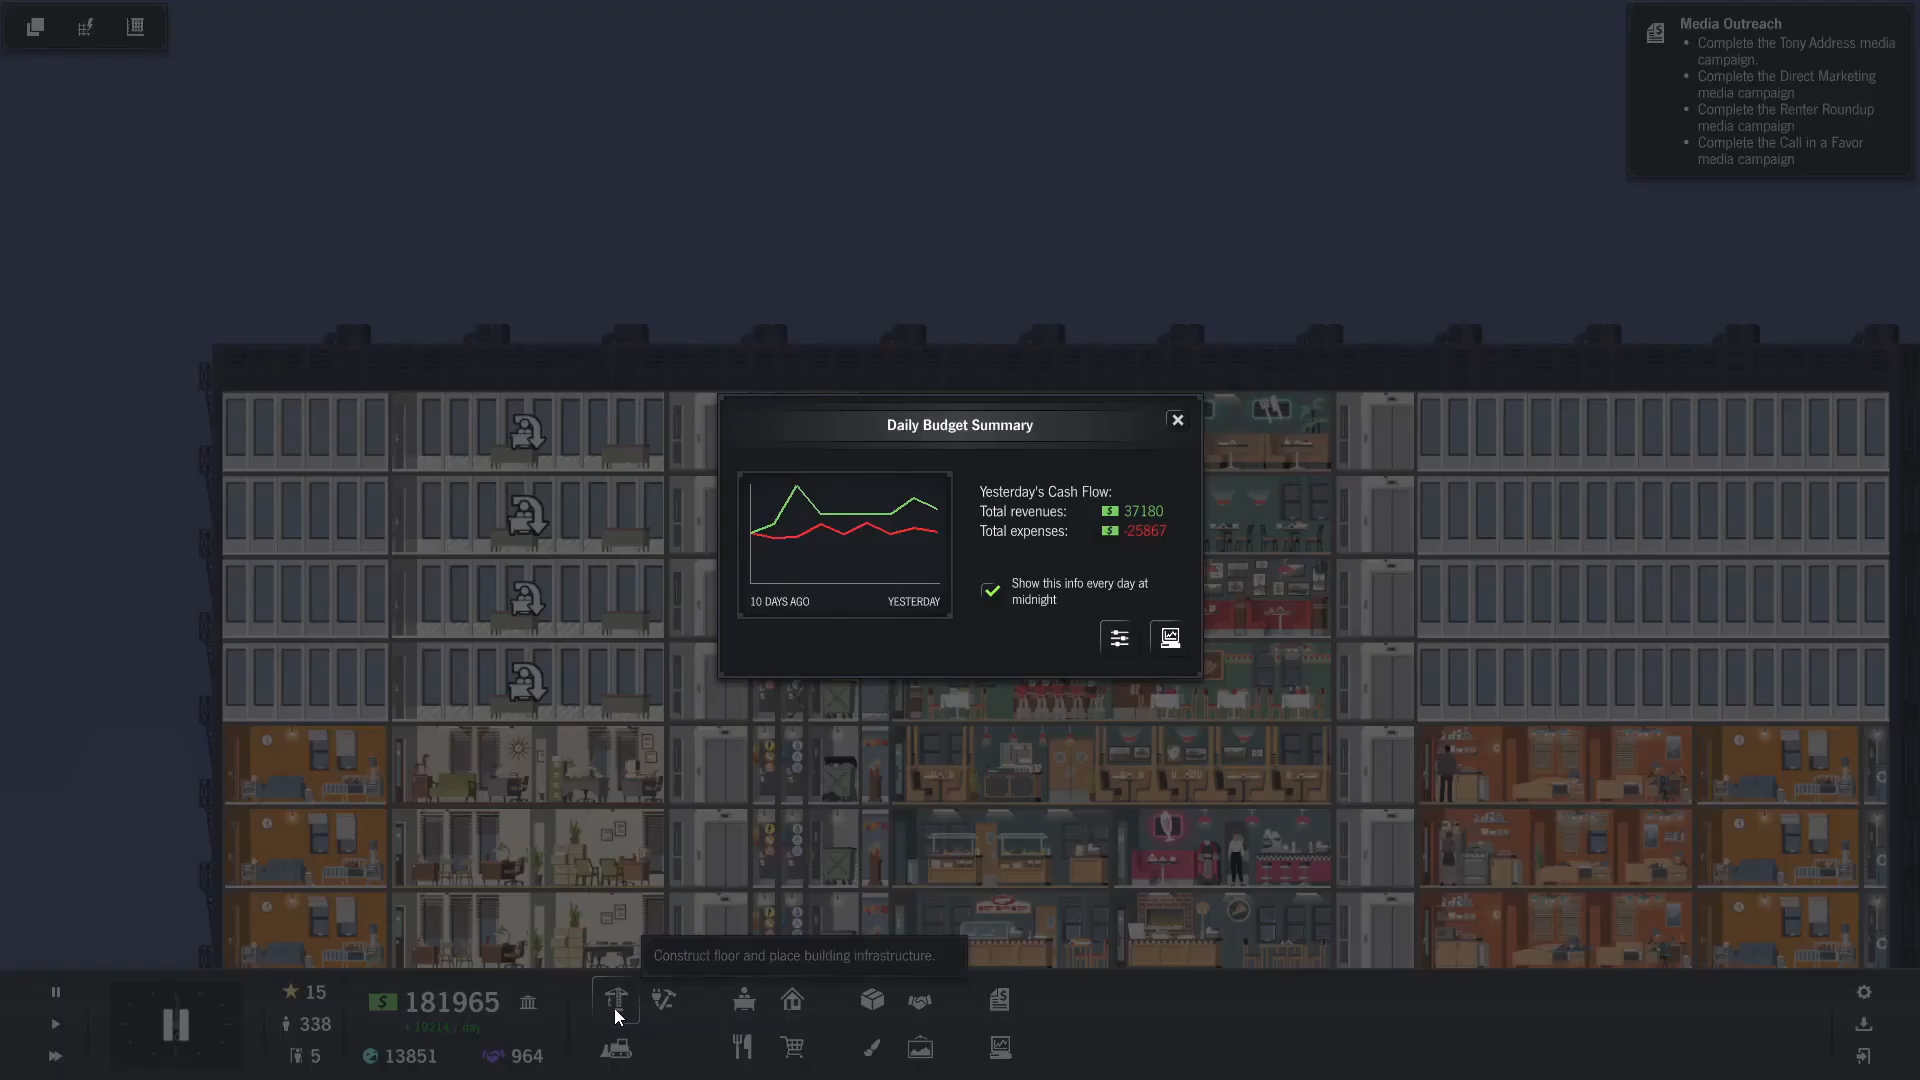 Media Outreach
• Complete the Tony Address media
campaign.
• Complete the Direct Marketing
media campaign
• Complete the Renter Roundup
media campaign
• Complete the Call in a Favor
media campaign
Daily Budget Summary
Yesterday's Cash Flow:
Total revenues: 37180
Total expenses: -25867
Show this info every day at
midnight
10 DAYS AGO YESTERDAY
Construct floor and place building infrastructure.
15
338
5
181965
+ 19214 / day
13851
964